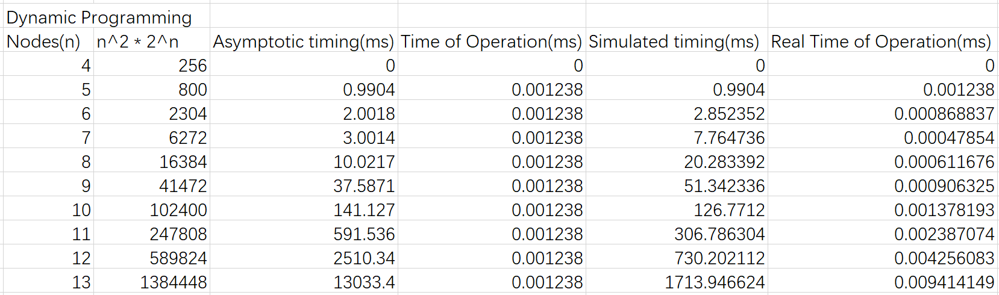 Dynamic Programming
Nodes(n) n^2 * 2^n Asymptotic timing(ms) Time of Operation(ms) Simulated timing(ms) Real Time of Operation(ms)
4 256 0 0 0 0
5 800 0.9904 0.001238 0.9904 0.001238
6 2304 2.0018 0.001238 2.852352 0.000868837
7 6272 3.0014 0.001238 7.764736 0.00047854
8 16384 10.0217 0.001238 20.283392 0.000611676
9 41472 37.5871 0.001238 51.342336 0.000906325
10 102400 141.127 0.001238 126.7712 0.001378193
11 247808 591.536 0.001238 306.786304 0.002387074
12 589824 2510.34 0.001238 730.202112 0.004256083
13 1384448 13033.4 0.001238 1713.946624 0.009414149